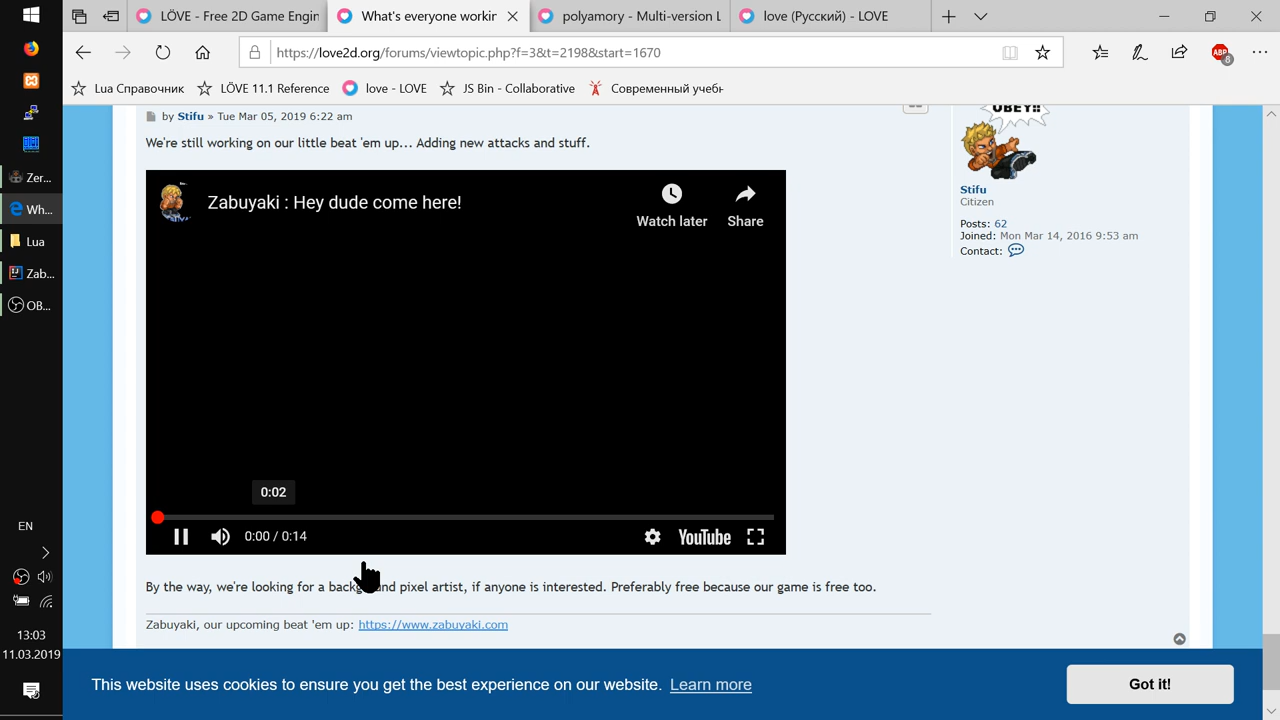 LÖVE - Free 2D Game Engin
What's everyone workin
polyamory - Multi-version L
love (Русский) - LOVE
https://love2d.org/forums/viewtopic.php?f=3&t=2198&start=1670
ABP
8
Lua Справочник
LÖVE 11.1 Reference
love - LOVE
JS Bin - Collaborative
Современный учебн
Zer...
Wh...
Lua
Zab...
OB...
EN
13:03
11.03.2019
by Stifu » Tue Mar 05, 2019 6:22 am
We're still working on our little beat 'em up... Adding new attacks and stuff.
Zabuyaki : Hey dude come here!
Watch later
Share
0:02
0:00 / 0:14
YouTube
By the way, we're looking for a background pixel artist, if anyone is interested. Preferably free because our game is free too.
Zabuyaki, our upcoming beat 'em up: https://www.zabuyaki.com
OBEY!!
Stifu
Citizen
Posts: 62
Joined: Mon Mar 14, 2016 9:53 am
Contact:
This website uses cookies to ensure you get the best experience on our website. Learn more
Got it!